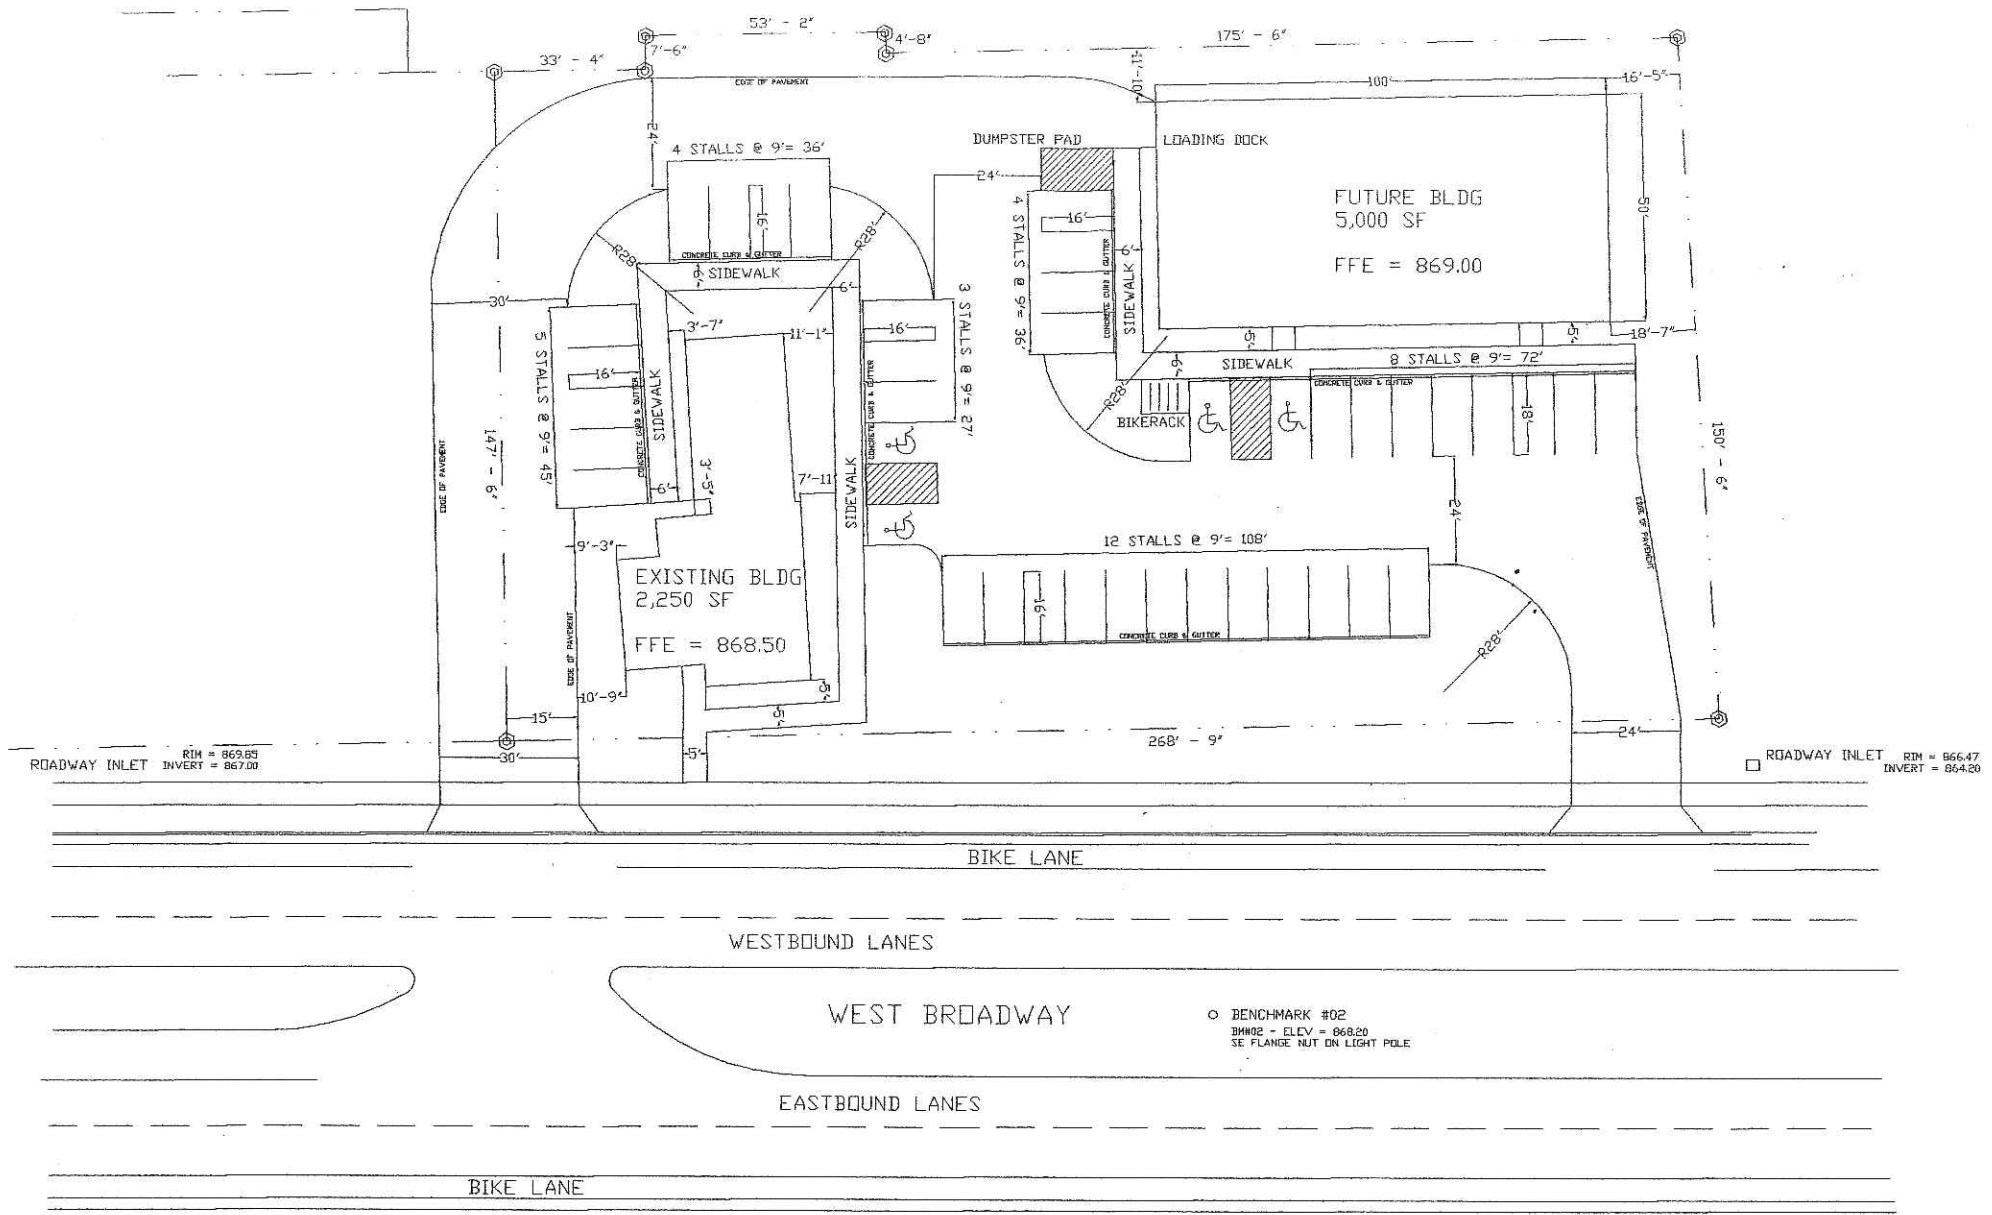 53' - 2"
4'-8"
175' - 6"
7'-6"
33' - 4"
EDGE OF PAVEMENT
11'-10"
100'
16'-5"
24'
4 STALLS @ 9'= 36'
DUMPSTER PAD
LOADING DOCK
24'
16'
R28'
R28'
CONCRETE CURB & GUTTER
6'
SIDEWALK
6'
4 STALLS @ 9'= 36'
16'
CONCRETE CURB & GUTTER
6'
SIDEWALK
FUTURE BLDG
5,000 SF
FFE = 869.00
50'
30'
3'-7"
11'-1"
16'
3 STALLS @ 9'= 27'
5'
5'
18'-7"
5 STALLS @ 9'= 45'
16'
CONCRETE CURB & GUTTER
SIDEWALK
6'
3'-5"
7'-11"
CONCRETE CURB & GUTTER
SIDEWALK
6'
SIDEWALK
8 STALLS @ 9'= 72'
CONCRETE CURB & GUTTER
R28'
BIKERACK
18'
147' - 6"
EDGE OF PAVEMENT
150' - 6"
24'
EDGE OF PAVEMENT
9'-3"
12 STALLS @ 9'= 108'
EXISTING BLDG
2,250 SF
FFE = 868.50
16'
CONCRETE CURB & GUTTER
R28'
EDGE OF PAVEMENT
10'-9"
5'
5'
15'
268' - 9"
24'
30'
5'
RIM = 869.85
ROADWAY INLET INVERT = 867.00
ROADWAY INLET RIM = 866.47
INVERT = 864.20
BIKE LANE
WESTBOUND LANES
WEST BROADWAY
BENCHMARK #02
BM#02 - ELEV = 868.20
SE FLANGE NUT ON LIGHT POLE
EASTBOUND LANES
BIKE LANE